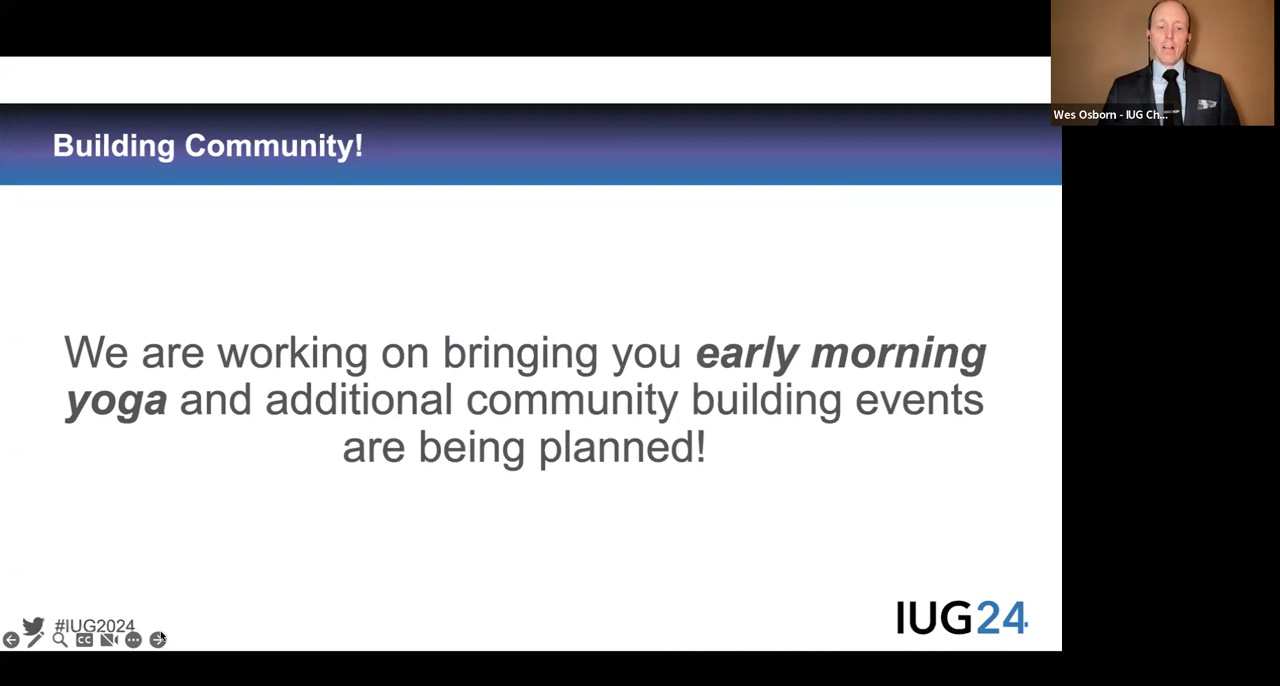 Building Community!
We are working on bringing you early morning
yoga and additional community building events
are being planned!
#IUG2024
CC
IUG24
Wes Osborn - IUG Ch...